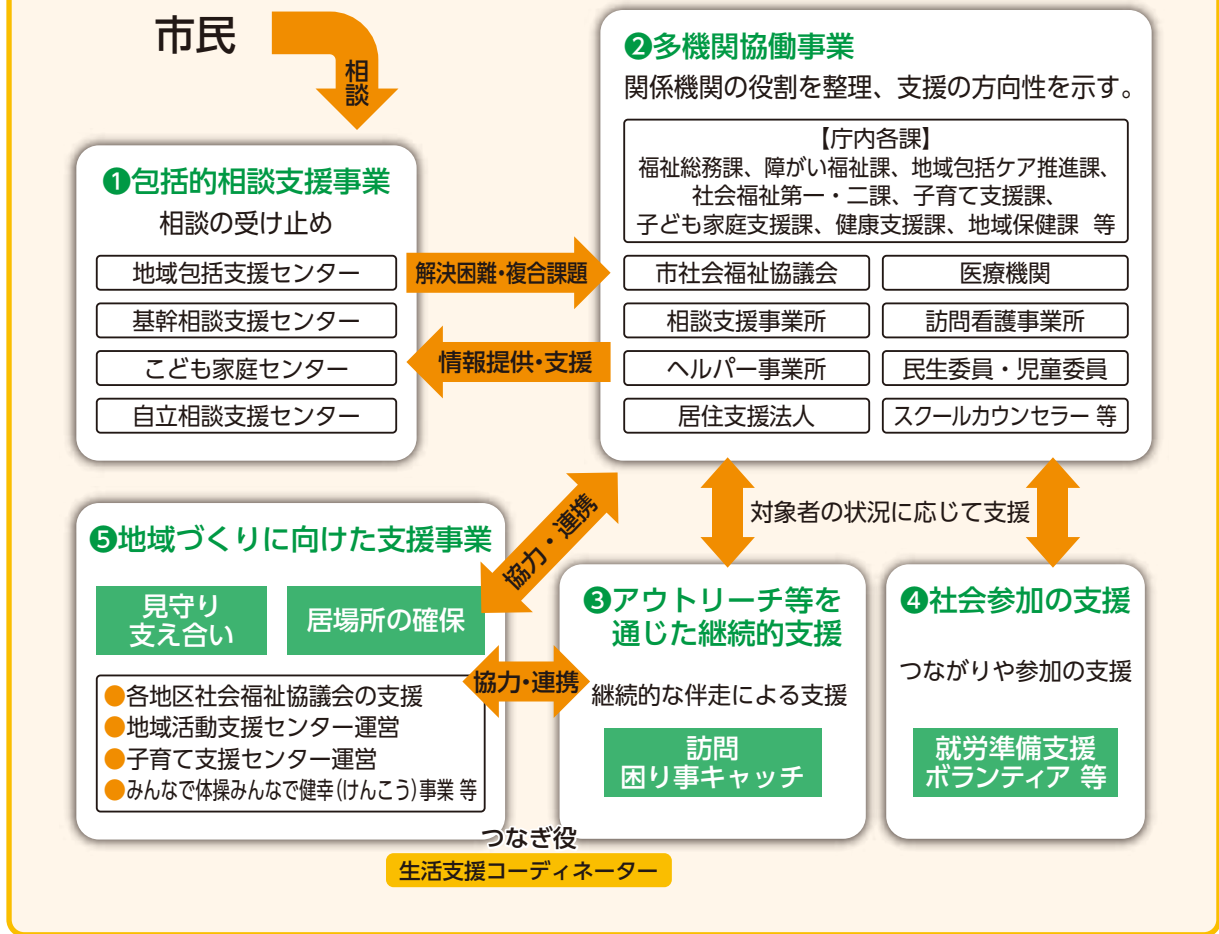 市民
相談
❶包括的相談支援事業
相談の受け止め
地域包括支援センター
基幹相談支援センター
こども家庭センター
自立相談支援センター
解決困難・複合課題
情報提供・支援
❷多機関協働事業
関係機関の役割を整理、支援の方向性を示す。
【庁内各課】
福祉総務課、障がい福祉課、地域包括ケア推進課、
社会福祉第一・二課、子育て支援課、
子ども家庭支援課、健康支援課、地域保健課 等
市社会福祉協議会
医療機関
相談支援事業所
訪問看護事業所
ヘルパー事業所
民生委員・児童委員
居住支援法人
スクールカウンセラー 等
協力・連携
対象者の状況に応じて支援
❺地域づくりに向けた支援事業
見守り
支え合い
居場所の確保
●各地区社会福祉協議会の支援
●地域活動支援センター運営
●子育て支援センター運営
●みんなで体操みんなで健幸(けんこう)事業 等
協力・連携
❸アウトリーチ等を
通じた継続的支援
継続的な伴走による支援
訪問
困り事キャッチ
❹社会参加の支援
つながりや参加の支援
就労準備支援
ボランティア 等
つなぎ役
生活支援コーディネーター